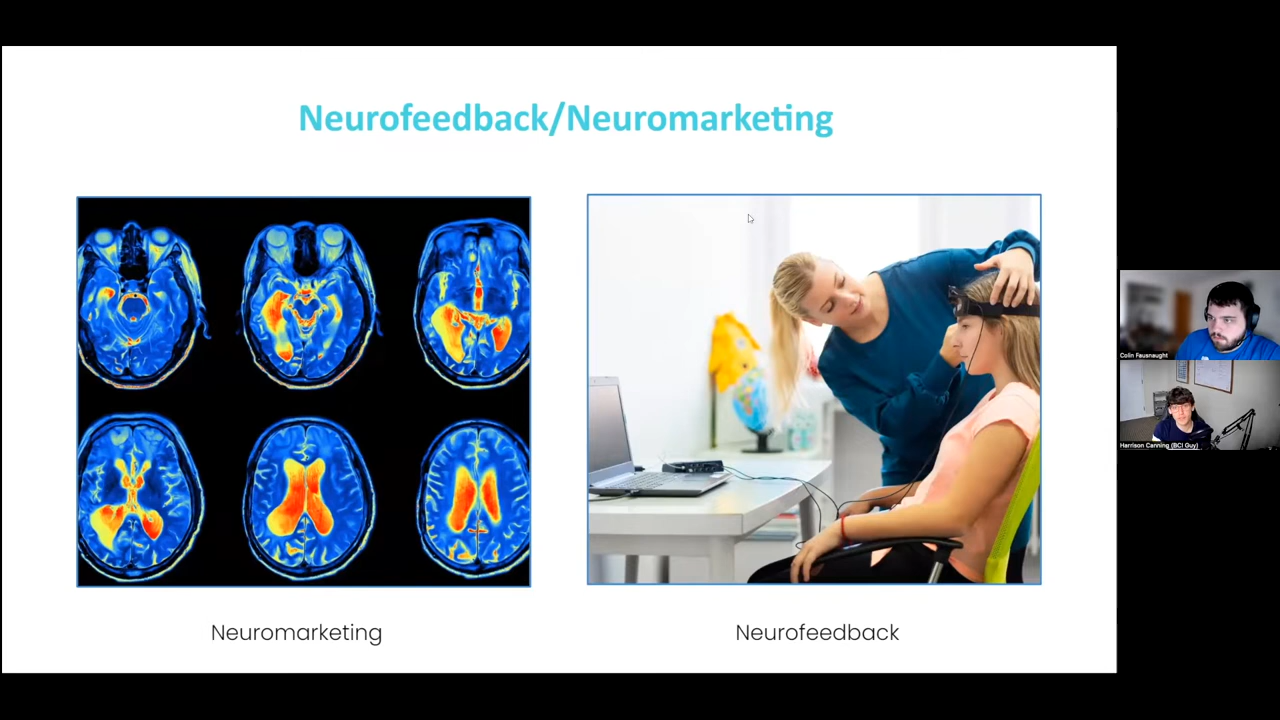 Neurofeedback/Neuromarketing
Neuromarketing
Neurofeedback
Colin Fausnaught
Harrison Canning (BCI Guy)